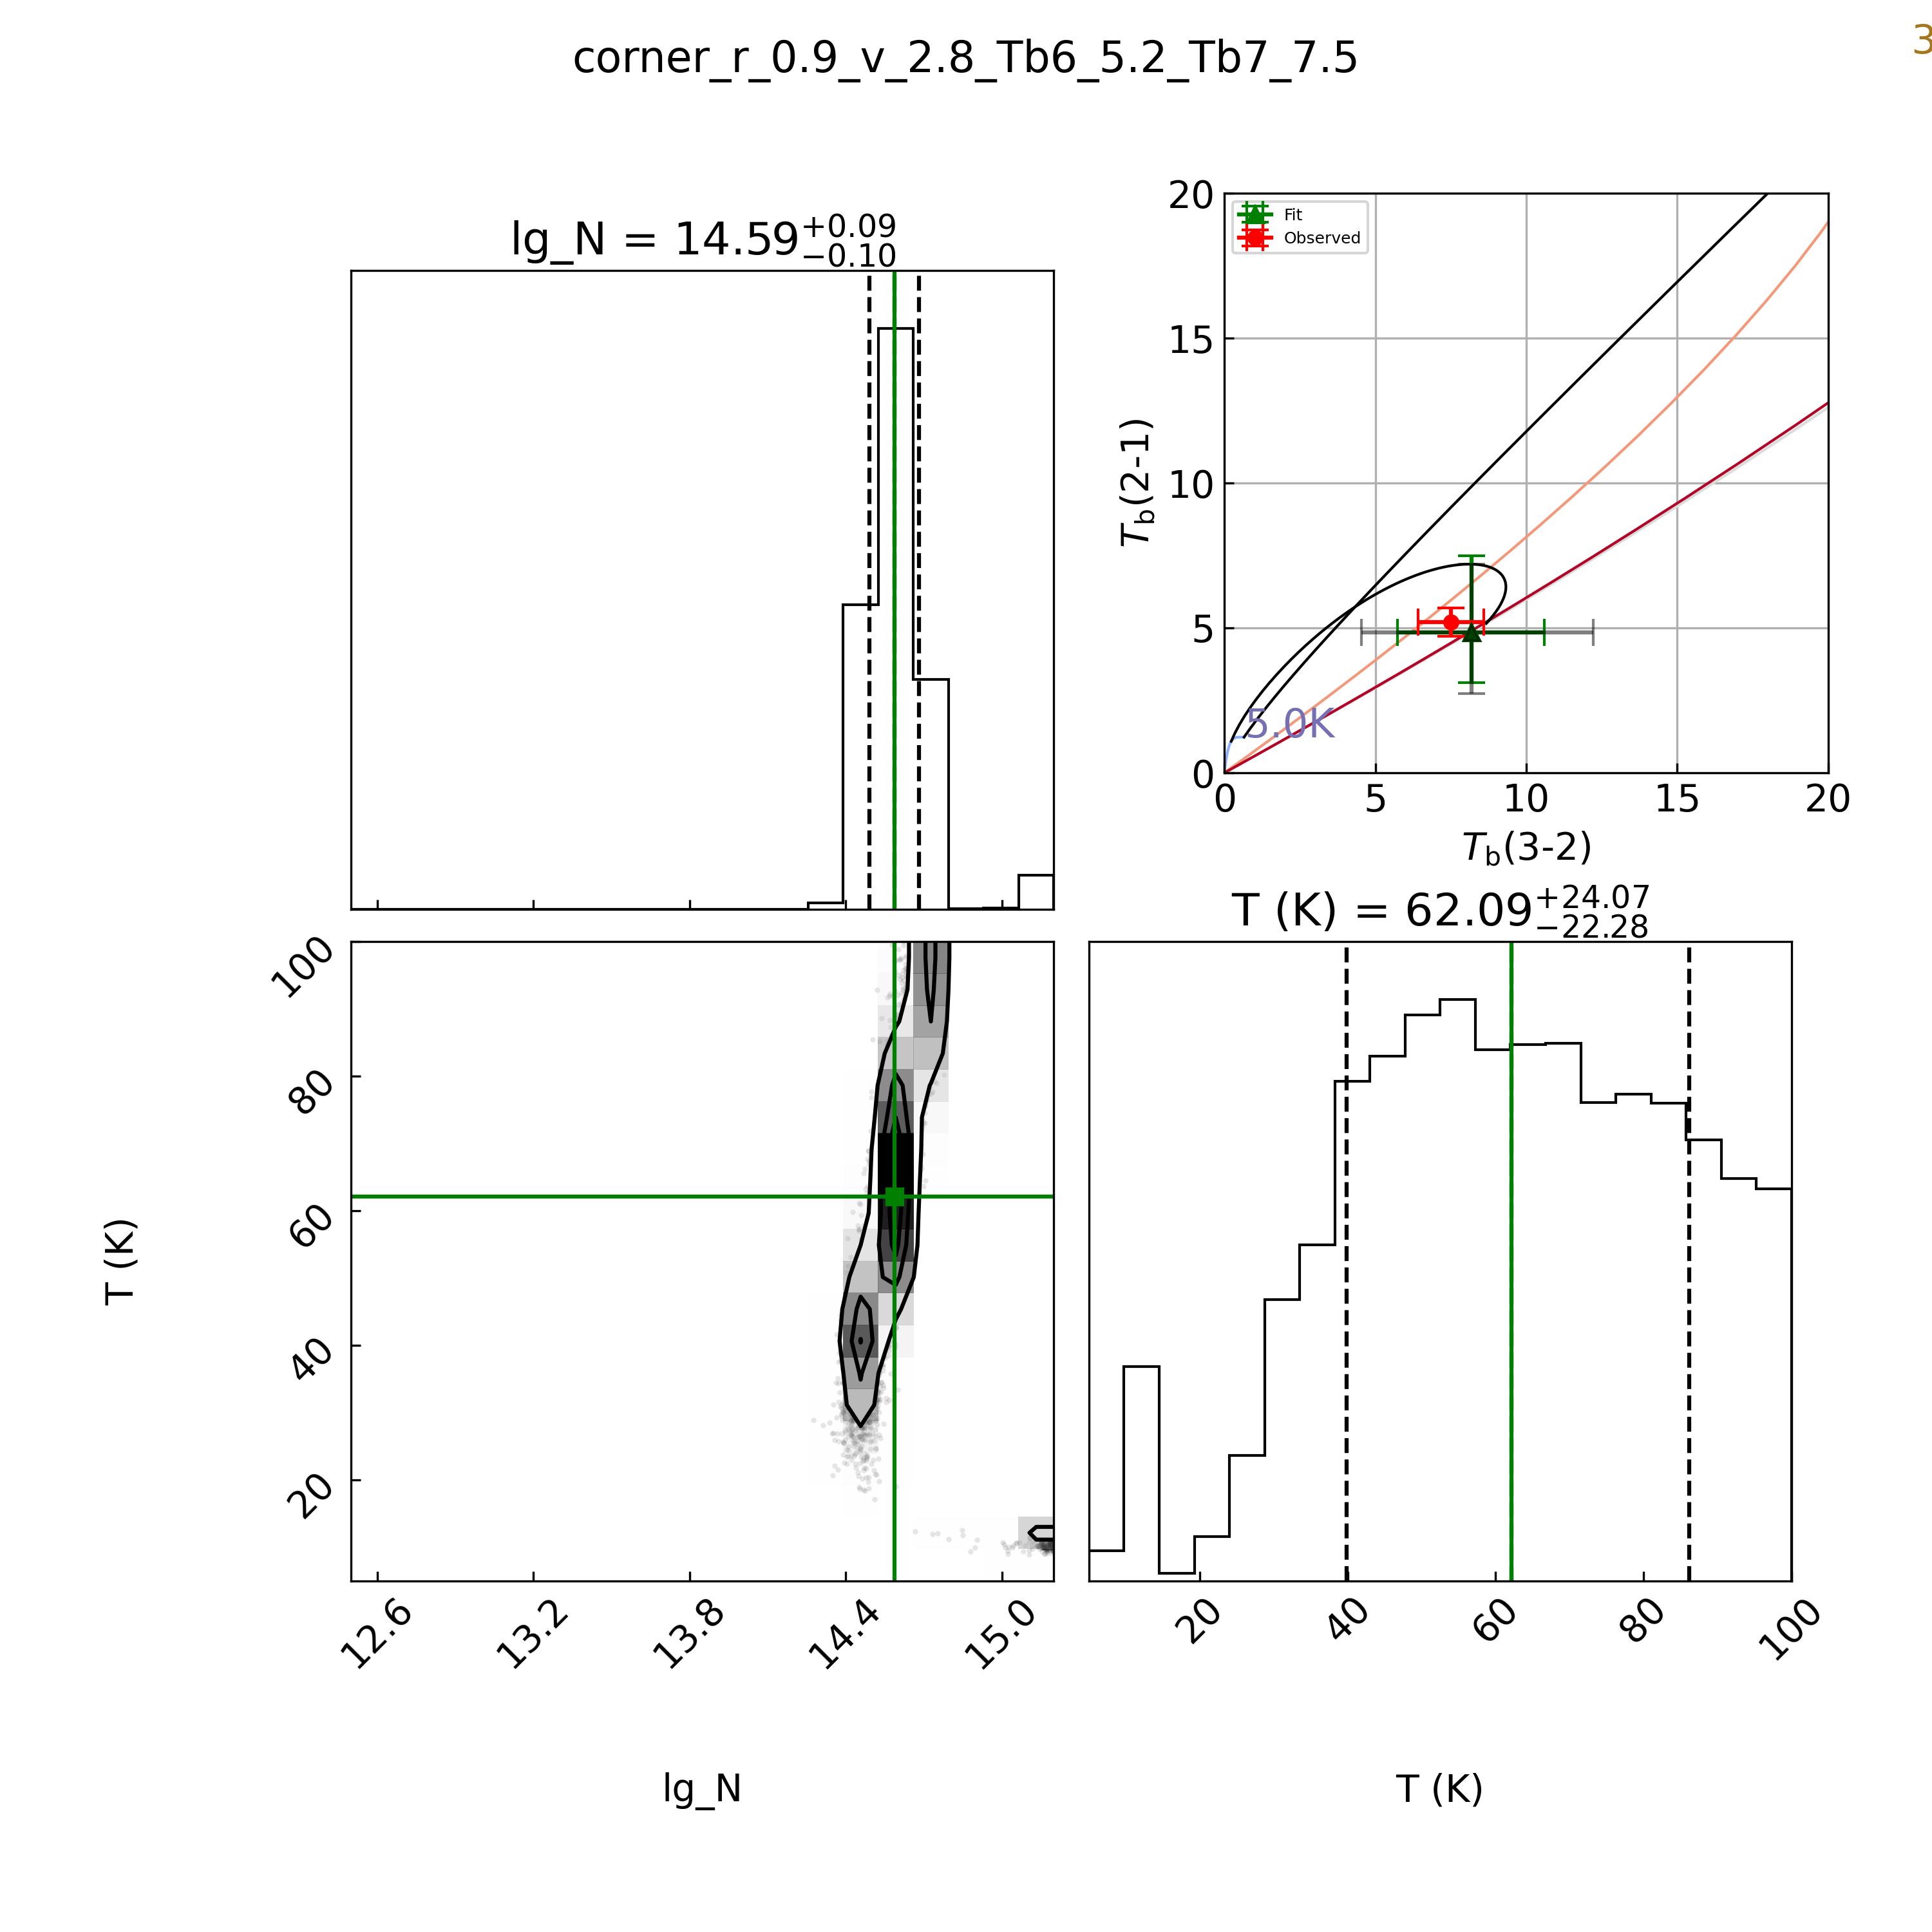 corner_r_0.9_v_2.8_Tb6_5.2_Tb7_7.5
3
lg_N = 14.59+0.09−0.10
20
15
10
5
0
Fit
Observed
5.0K
0 5 10 15 20
Tb(2-1)
Tb(3-2)
T (K) = 62.09+24.07−22.28
100
80
60
40
20
T (K)
12.6 13.2 13.8 14.4 15.0
20 40 60 80 100
lg_N
T (K)